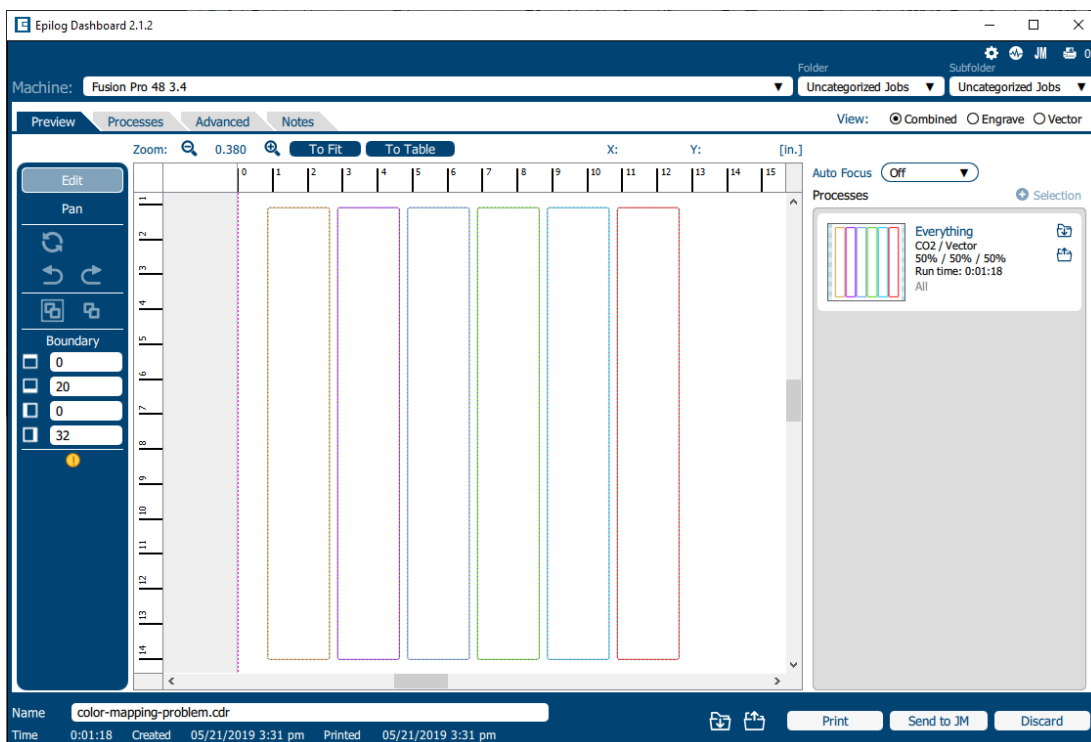 Epilog Dashboard 2.1.2
JM 0
Folder Subfolder
Machine: Fusion Pro 48 3.4 Uncategorized Jobs Uncategorized Jobs
Preview Processes Advanced Notes View: Combined Engrave Vector
Zoom: 0.380 To Fit To Table X: Y: [in.]
Edit
Pan
Boundary
0
20
0
32
0 1 2 3 4 5 6 7 8 9 10 11 12 13 14 15
1
2
3
4
5
6
7
8
9
10
11
12
13
14
Auto Focus Off
Processes Selection
Everything
CO2 / Vector
50% / 50% / 50%
Run time: 0:01:18
All
Name color-mapping-problem.cdr
Print Send to JM Discard
Time 0:01:18 Created 05/21/2019 3:31 pm Printed 05/21/2019 3:31 pm